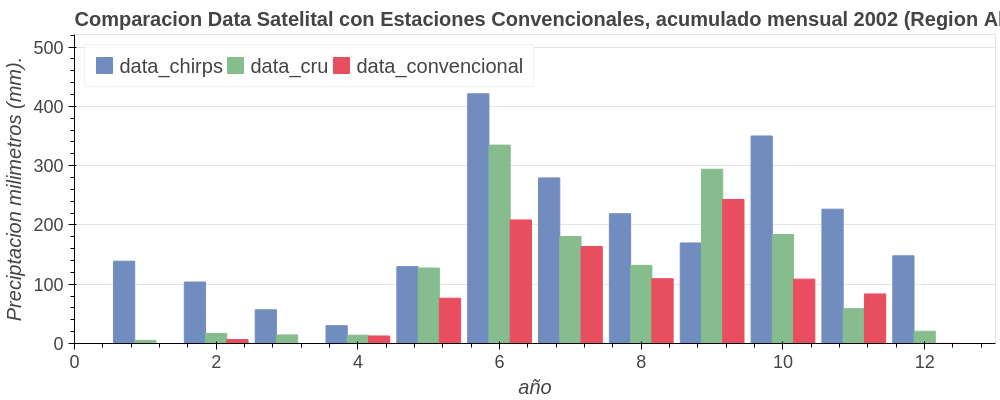 Comparacion Data Satelital con Estaciones Convencionales, acumulado mensual 2002 (Region
data_chirps data_cru data_convencional
Preciptacion milimetros (mm).
500
400
300
200
100
0
0 2 4 6 8 10 12
año